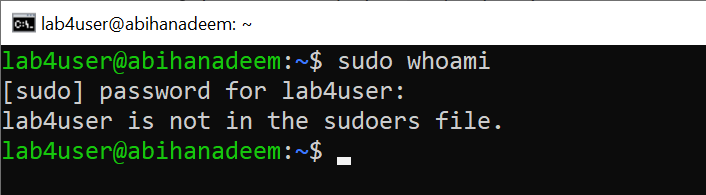 lab4user@abihanadeem: ~
lab4user@abihanadeem:~$ sudo whoami
[sudo] password for lab4user:
lab4user is not in the sudoers file.
lab4user@abihanadeem:~$